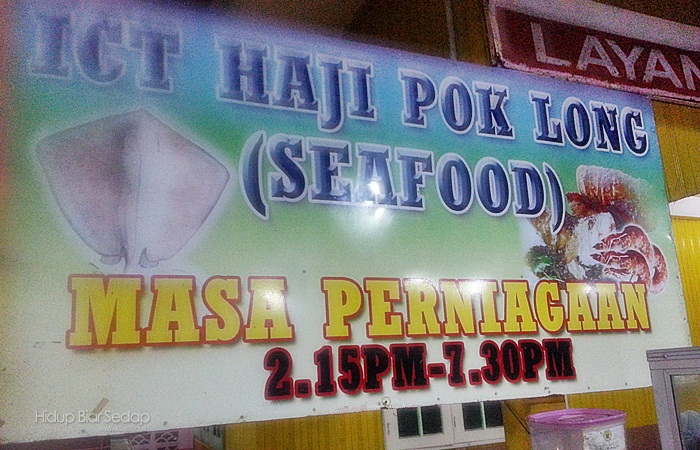 ICT HAJI POK LONG
(SEAFOOD)
MASA PERNIAGAAN
2.15PM-7.30PM
LAYAN
Hidup Biar Sedap